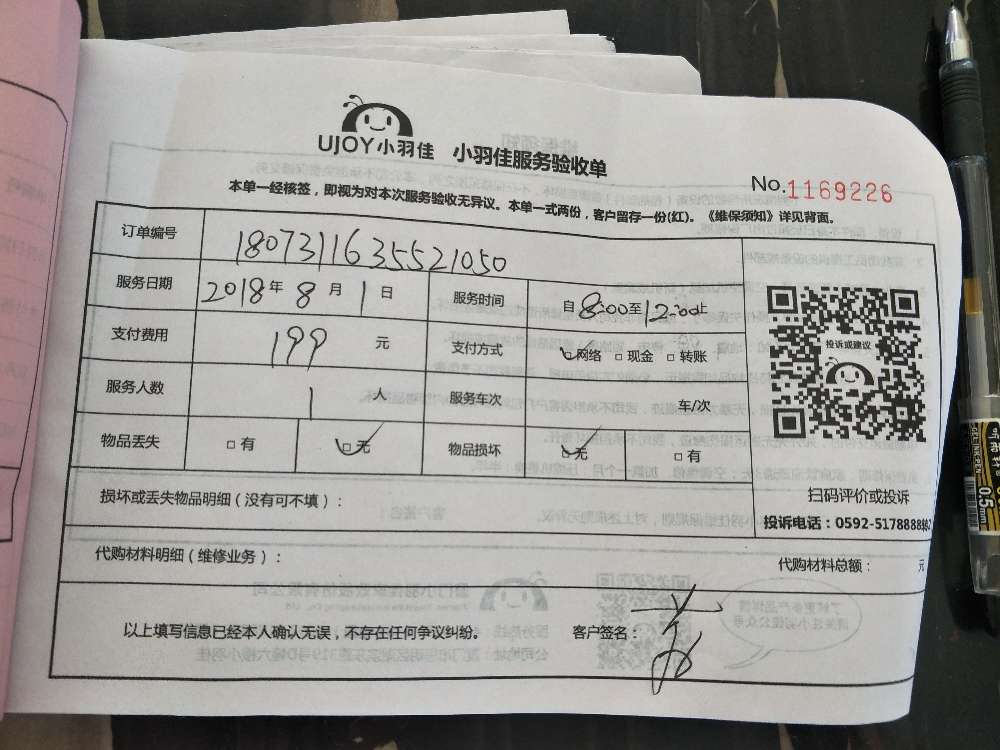 UJOY小羽佳 小羽佳服务验收单
No.1169226
本单一经核签，即视为对本次服务验收无异议。本单一式两份，客户留存一份(红)。《维保须知》详见背面。
订单编号 1807311635521050
服务日期 2018年8月1日 服务时间 自8:00至12:00止
支付费用 199 元 支付方式 网络 □现金 □转账
投诉或建议
服务人数 1 人 服务车次 车/次
物品丢失 □有 □无 物品损坏 □无 □有
损坏或丢失物品明细（没有可不填）：
扫码评价或投诉
投诉电话：0592-5178888
代购材料明细（维修业务）： 代购材料总额： 元
以上填写信息已经本人确认无误，不存在任何争议纠纷。 客户签名：
GEL INK PEN
0.5mm